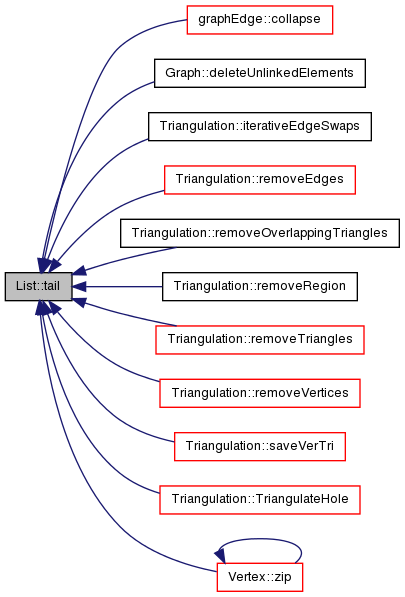 graphEdge::collapse
Graph::deleteUnlinkedElements
Triangulation::iterativeEdgeSwaps
Triangulation::removeEdges
Triangulation::removeOverlappingTriangles
List::tail
Triangulation::removeRegion
Triangulation::removeTriangles
Triangulation::removeVertices
Triangulation::saveVerTri
Triangulation::TriangulateHole
Vertex::zip